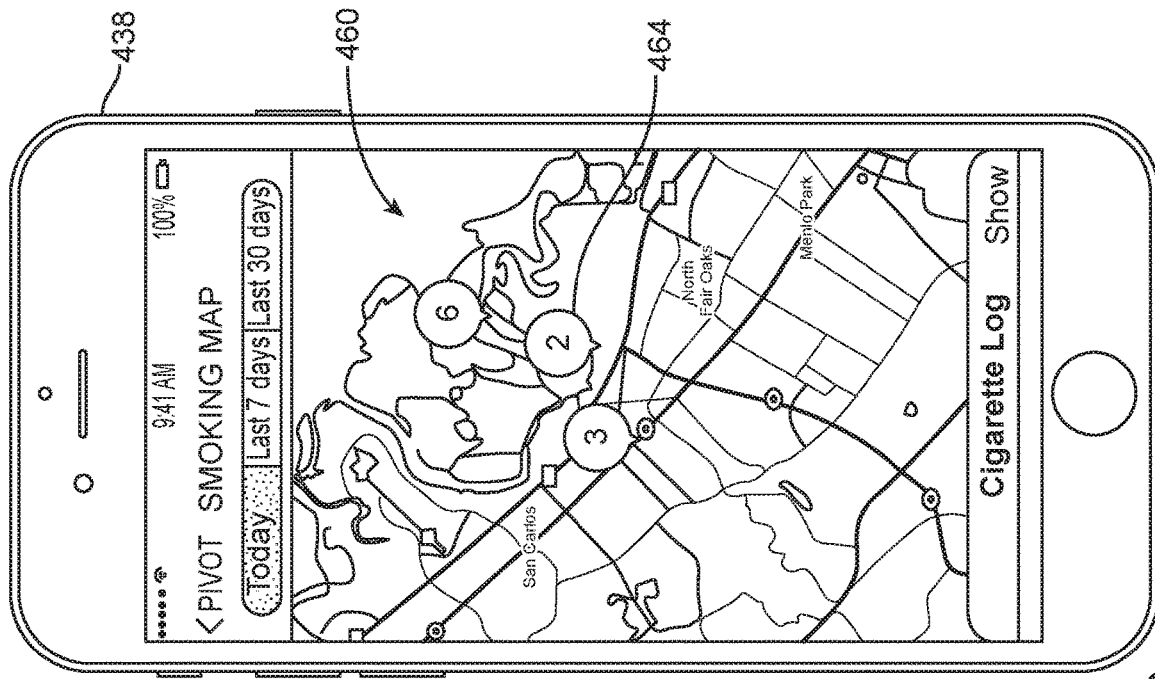 438
460
464
9:41 AM 100%
< PIVOT SMOKING MAP
Today Last 7 days Last 30 days
6
2
3
San Carlos
North
Fair Oaks
Menlo Park
Cigarette Log Show